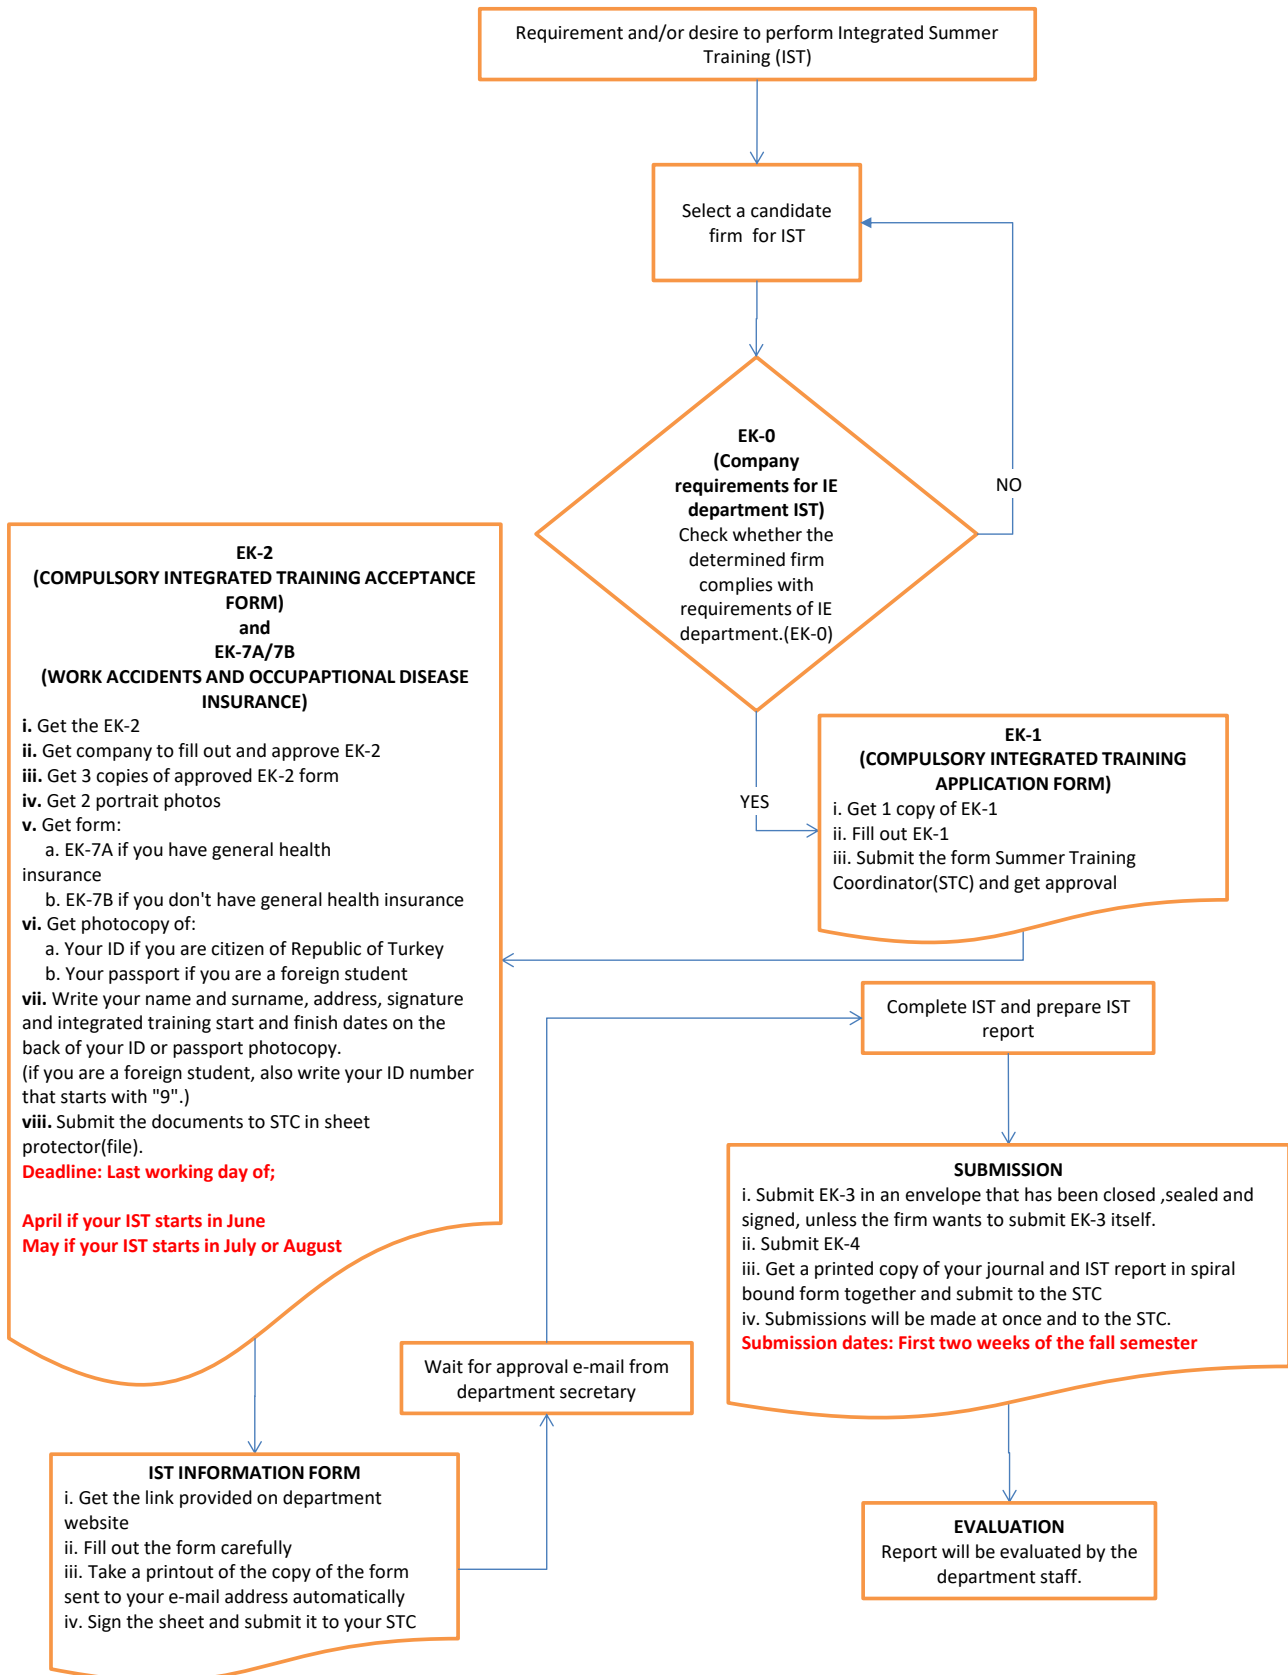 Requirement and/or desire to perform Integrated Summer
Training (IST)
Select a candidate
firm  for IST
EK-0
(Company
requirements for IE
department IST)
Check whether the
determined firm
complies with
requirements of IE
department.(EK-0)
NO
YES
EK-1
(COMPULSORY INTEGRATED TRAINING
APPLICATION FORM)
i. Get 1 copy of EK-1
ii. Fill out EK-1
iii. Submit the form Summer Training
Coordinator(STC) and get approval
EK-2
(COMPULSORY INTEGRATED TRAINING ACCEPTANCE
FORM)
and
EK-7A/7B
(WORK ACCIDENTS AND OCCUPAPTIONAL DISEASE
INSURANCE)
i. Get the EK-2
ii. Get company to fill out and approve EK-2
iii. Get 3 copies of approved EK-2 form
iv. Get 2 portrait photos
v. Get form:
a. EK-7A if you have general health
insurance
b. EK-7B if you don't have general health insurance
vi. Get photocopy of:
a. Your ID if you are citizen of Republic of Turkey
b. Your passport if you are a foreign student
vii. Write your name and surname, address, signature
and integrated training start and finish dates on the
back of your ID or passport photocopy.
(if you are a foreign student, also write your ID number
that starts with "9".)
viii. Submit the documents to STC in sheet
protector(file).
Deadline: Last working day of;
April if your IST starts in June
May if your IST starts in July or August
IST INFORMATION FORM
i. Get the link provided on department
website
ii. Fill out the form carefully
iii. Take a printout of the copy of the form
sent to your e-mail address automatically
iv. Sign the sheet and submit it to your STC
Wait for approval e-mail from
department secretary
Complete IST and prepare IST
report
SUBMISSION
i. Submit EK-3 in an envelope that has been closed ,sealed and
signed, unless the firm wants to submit EK-3 itself.
ii. Submit EK-4
iii. Get a printed copy of your journal and IST report in spiral
bound form together and submit to the STC
iv. Submissions will be made at once and to the STC.
Submission dates: First two weeks of the fall semester
EVALUATION
Report will be evaluated by the
department staff.